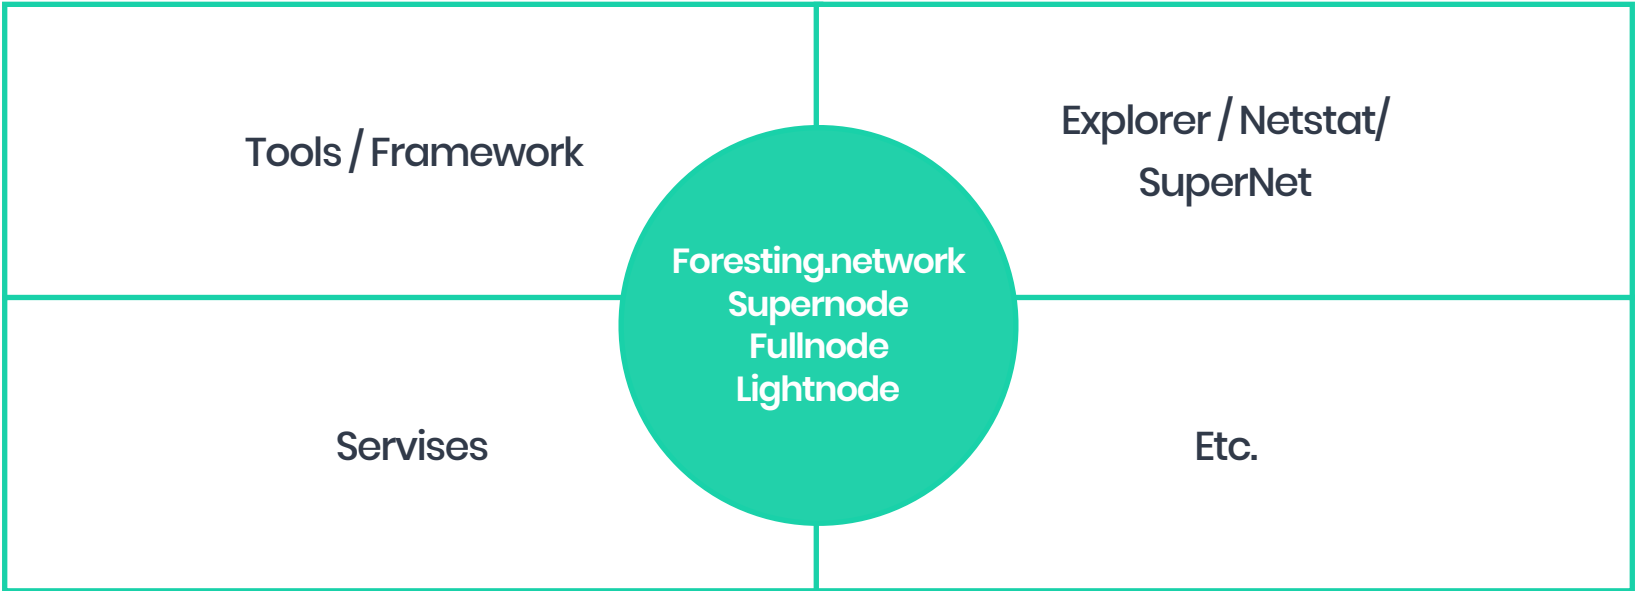 Tools / Framework
Explorer / Netstat/
SuperNet
Foresting.network
Supernode
Fullnode
Lightnode
Servises
Etc.